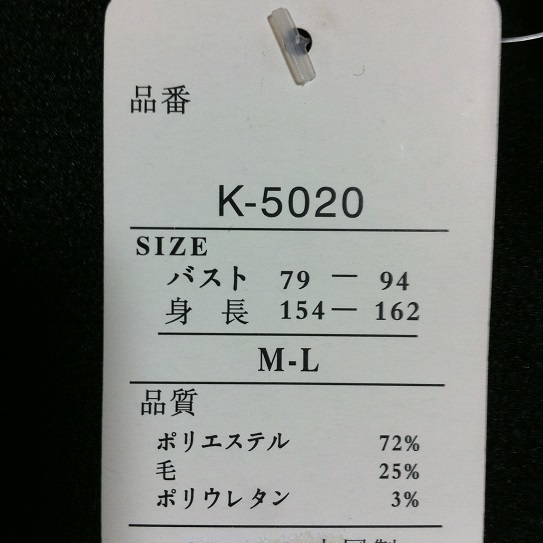 品番
K-5020
SIZE
バスト 79 － 94
身 長 154－ 162
M-L
品質
ポリエステル 72%
毛 25%
ポリウレタン 3%